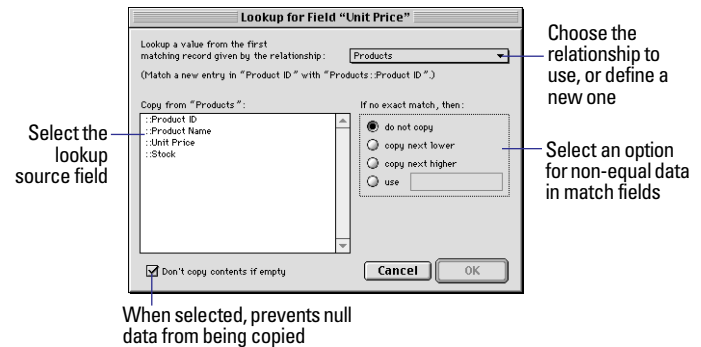 Lookup for Field “Unit Price”
Lookup a value from the first
matching record given by the relationship:
Products
(Match a new entry in “Product ID” with “Products::Product ID”.)
Copy from “Products”:
::Product ID
::Product Name
::Unit Price
::Stock
If no exact match, then:
do not copy
copy next lower
copy next higher
use
Don't copy contents if empty
Cancel
OK
Choose the
relationship to
use, or define a
new one
Select the
lookup
source field
Select an option
for non-equal data
in match fields
When selected, prevents null
data from being copied